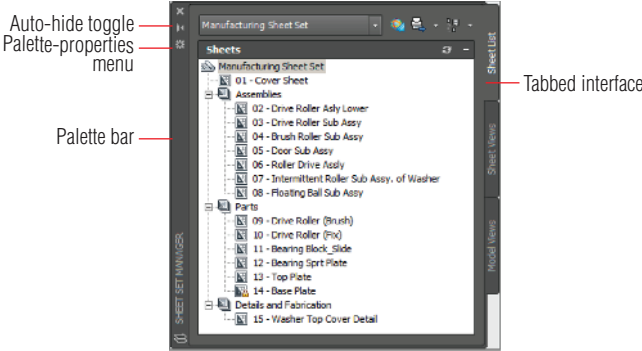 Auto-hide toggle
Palette-properties
menu
Palette bar
Tabbed interface
Manufacturing Sheet Set
Sheets
Manufacturing Sheet Set
01 - Cover Sheet
Assemblies
02 - Drive Roller Asly Lower
03 - Drive Roller Sub Assy
04 - Brush Roller Sub Assy
05 - Door Sub Assy
06 - Roller Drive Assly
07 - Intermittent Roller Sub Assy. of Washer
08 - Floating Ball Sub Assy
Parts
09 - Drive Roller (Brush)
10 - Drive Roller (Fix)
11 - Bearing Block_Slide
12 - Bearing Sprt Plate
13 - Top Plate
14 - Base Plate
Details and Fabrication
15 - Washer Top Cover Detail
Sheet List
Sheet Views
Model Views
SHEET SET MANAGER